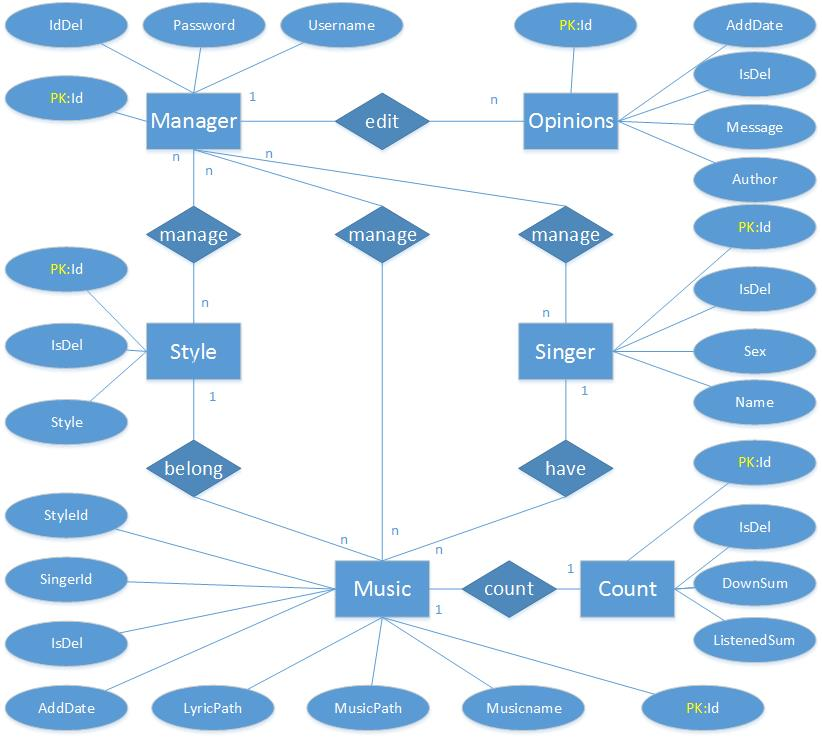 IdDel
Password
Username
PK:Id
AddDate
PK:Id
Manager
1
edit
n
Opinions
IsDel
Message
Author
n
n
n
manage
manage
manage
PK:Id
PK:Id
IsDel
n
n
IsDel
Style
Singer
Sex
Style
1
1
Name
belong
have
PK:Id
StyleId
n
n
n
IsDel
SingerId
Music
count
1
Count
DownSum
1
IsDel
ListenedSum
AddDate
LyricPath
MusicPath
Musicname
PK:Id